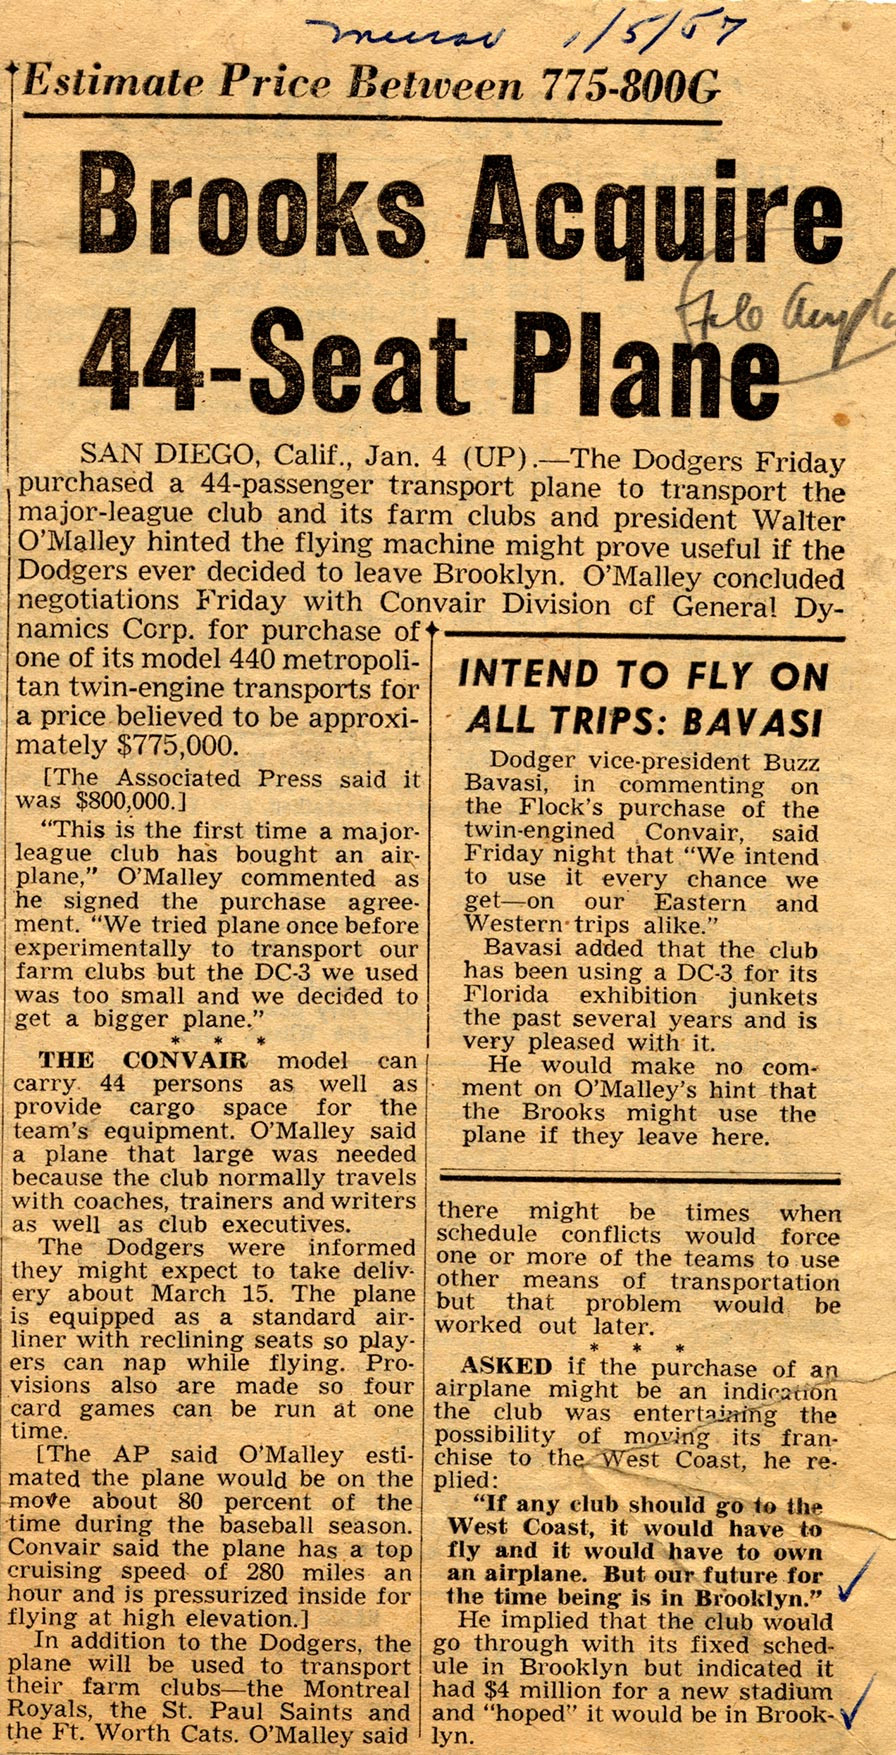 1/5/57
Estimate Price Between 775-800G
Brooks Acquire
44-Seat Plane
File
SAN DIEGO, Calif., Jan. 4 (UP).—The Dodgers Friday
purchased a 44-passenger transport plane to transport the
major-league club and its farm clubs and president Walter
O'Malley hinted the flying machine might prove useful if the
Dodgers ever decided to leave Brooklyn. O'Malley concluded
negotiations Friday with Convair Division of General Dy-
namics Corp. for purchase of
one of its model 440 metropoli-
tan twin-engine transports for
a price believed to be approxi-
mately $775,000.
[The Associated Press said it
was $800,000.]
"This is the first time a major-
league club has bought an air-
plane," O'Malley commented as
he signed the purchase agree-
ment. "We tried plane once before
experimentally to transport our
farm clubs but the DC-3 we used
was too small and we decided to
get a bigger plane."
* * *
THE CONVAIR model can
carry 44 persons as well as
provide cargo space for the
team's equipment. O'Malley said
a plane that large was needed
because the club normally travels
with coaches, trainers and writers
as well as club executives.
The Dodgers were informed
they might expect to take deliv-
ery about March 15. The plane
is equipped as a standard air-
liner with reclining seats so play-
ers can nap while flying. Pro-
visions also are made so four
card games can be run at one
time.
[The AP said O'Malley esti-
mated the plane would be on the
move about 80 percent of the
time during the baseball season.
Convair said the plane has a top
cruising speed of 280 miles an
hour and is pressurized inside for
flying at high elevation.]
In addition to the Dodgers, the
plane will be used to transport
their farm clubs—the Montreal
Royals, the St. Paul Saints and
the Ft. Worth Cats. O'Malley said
INTEND TO FLY ON
ALL TRIPS: BAVASI
Dodger vice-president Buzz
Bavasi, in commenting on
the Flock's purchase of the
twin-engined Convair, said
Friday night that "We intend
to use it every chance we
get—on our Eastern and
Western trips alike."
Bavasi added that the club
has been using a DC-3 for its
Florida exhibition junkets
the past several years and is
very pleased with it.
He would make no com-
ment on O'Malley's hint that
the Brooks might use the
plane if they leave here.
there might be times when
schedule conflicts would force
one or more of the teams to use
other means of transportation
but that problem would be
worked out later.
* * *
ASKED if the purchase of an
airplane might be an indication
the club was entertaining the
possibility of moving its fran-
chise to the West Coast, he re-
plied:
"If any club should go to the
West Coast, it would have to
fly and it would have to own
an airplane. But our future for
the time being is in Brooklyn."
He implied that the club would
go through with its fixed sched-
ule in Brooklyn but indicated it
had $4 million for a new stadium
and "hoped" it would be in Brook-
lyn.